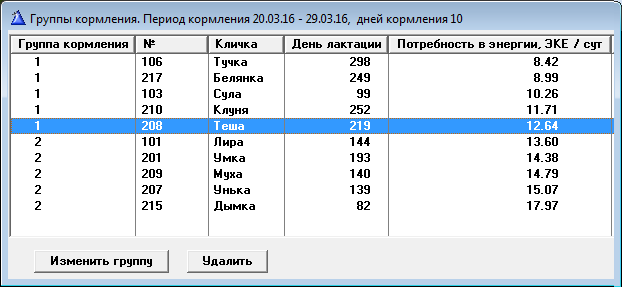 Группы кормления. Период кормления 20.03.16 - 29.03.16, дней кормления 10
Группа кормления № Кличка День лактации Потребность в энергии, ЭКЕ / сут
1 106 Тучка 298 8.42
1 217 Белянка 249 8.99
1 103 Сула 99 10.26
1 210 Клуня 252 11.71
1 208 Теша 219 12.64
2 101 Лира 144 13.60
2 201 Умка 193 14.38
2 209 Муха 140 14.79
2 207 Унька 139 15.07
2 215 Дымка 82 17.97
Изменить группу Удалить